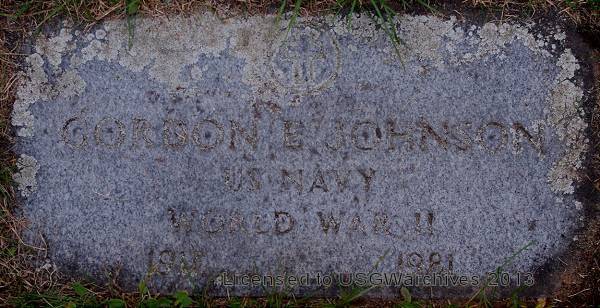 GORDON E JOHNSON
US NAVY
WORLD WAR II
1981
Licensed to USGWarchives 2013